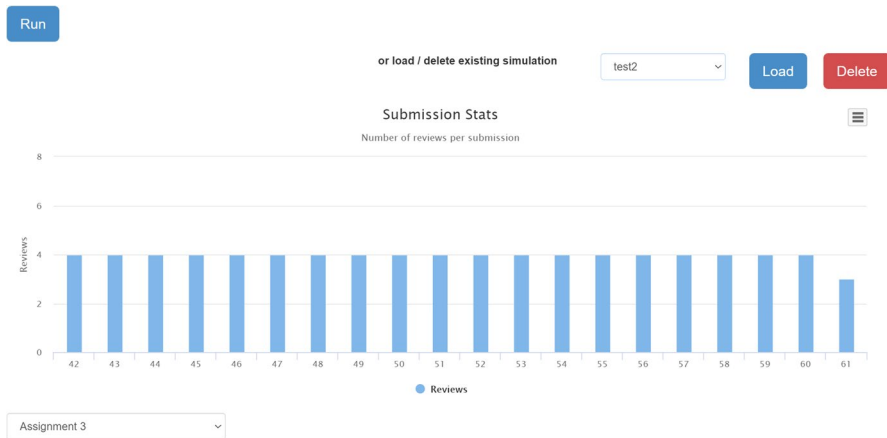 Run
or load / delete existing simulation
test2
Load
Delete
Submission Stats
Number of reviews per submission
8
6
4
2
0
Reviews
42 43 44 45 46 47 48 49 50 51 52 53 54 55 56 57 58 59 60 61
Reviews
Assignment 3